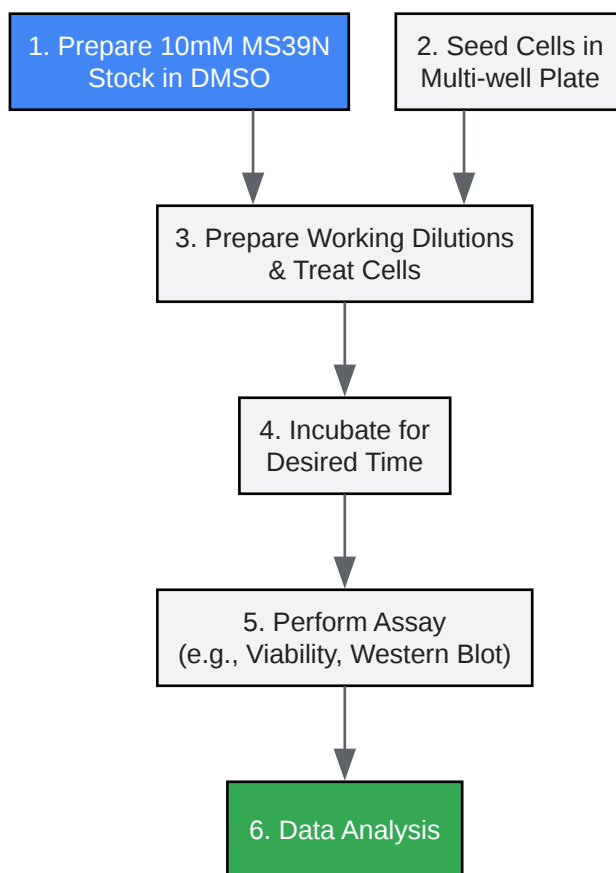 1. Prepare 10mM MS39N
Stock in DMSO
2. Seed Cells in
Multi-well Plate
3. Prepare Working Dilutions
& Treat Cells
4. Incubate for
Desired Time
5. Perform Assay
(e.g., Viability, Western Blot)
6. Data Analysis